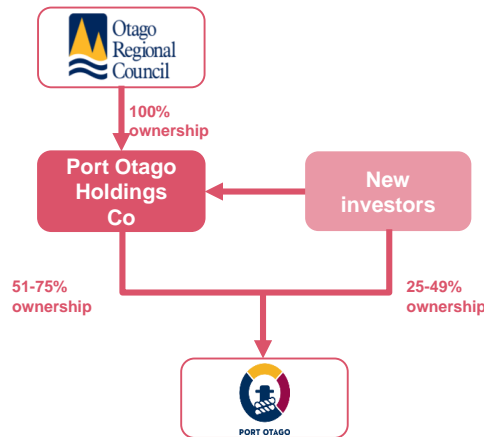 Otago
Regional
Council
100%
ownership
Port Otago
Holdings
Co
New
investors
51-75%
ownership
25-49%
ownership
PORT OTAGO